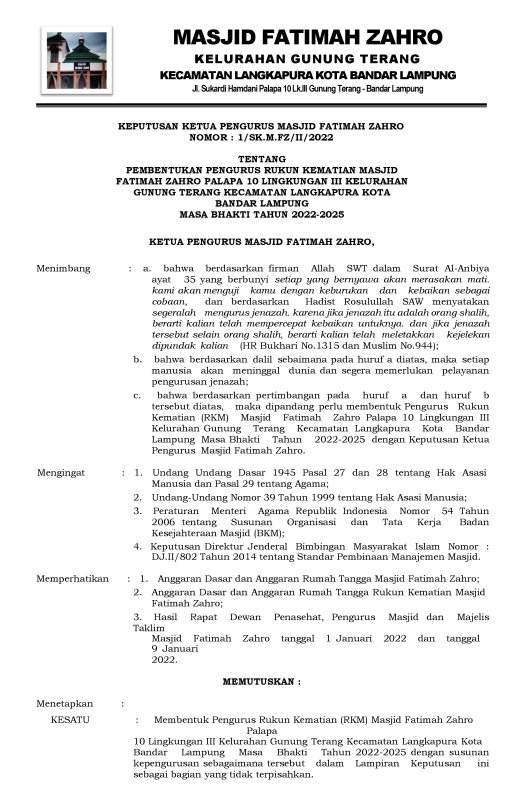 MASJID FATIMAH ZAHRO
KELURAHAN GUNUNG TERANG
KECAMATAN LANGKAPURA KOTA BANDAR LAMPUNG
Jl. Sukardi Hamdani Palapa 10 Lk.III Gunung Terang - Bandar Lampung
KEPUTUSAN KETUA PENGURUS MASJID FATIMAH ZAHRO
NOMOR : 1/SK.M.FZ/II/2022
TENTANG
PEMBENTUKAN PENGURUS RUKUN KEMATIAN MASJID
FATIMAH ZAHRO PALAPA 10 LINGKUNGAN III KELURAHAN
GUNUNG TERANG KECAMATAN LANGKAPURA KOTA
BANDAR LAMPUNG
MASA BHAKTI TAHUN 2022-2025
KETUA PENGURUS MASJID FATIMAH ZAHRO,
Menimbang : a. bahwa berdasarkan firman Allah SWT dalam Surat Al-Anbiya
ayat 35 yang berbunyi setiap yang bernyawa akan merasakan mati.
kami akan menguji kamu dengan keburukan dan kebaikan sebagai
cobaan, dan berdasarkan Hadist Rosulullah SAW menyatakan
segeralah mengurus jenazah. karena jika jenazah itu adalah orang shalih,
berarti kalian telah mempercepat kebaikan untuknya. dan jika jenazah
tersebut selain orang shalih, berarti kalian telah meletakkan kejelekan
dipundak kalian (HR Bukhari No.1315 dan Muslim No.944);
b. bahwa berdasarkan dalil sebaimana pada huruf a diatas, maka setiap
manusia akan meninggal dunia dan segera memerlukan pelayanan
pengurusan jenazah;
c. bahwa berdasarkan pertimbangan pada huruf a dan huruf b
tersebut diatas, maka dipandang perlu membentuk Pengurus Rukun
Kematian (RKM) Masjid Fatimah Zahro Palapa 10 Lingkungan III
Kelurahan Gunung Terang Kecamatan Langkapura Kota Bandar
Lampung Masa Bhakti Tahun 2022-2025 dengan Keputusan Ketua
Pengurus Masjid Fatimah Zahro.
Mengingat : 1. Undang Undang Dasar 1945 Pasal 27 dan 28 tentang Hak Asasi
Manusia dan Pasal 29 tentang Agama;
2. Undang-Undang Nomor 39 Tahun 1999 tentang Hak Asasi Manusia;
3. Peraturan Menteri Agama Republik Indonesia Nomor 54 Tahun
2006 tentang Susunan Organisasi dan Tata Kerja Badan
Kesejahteraan Masjid (BKM);
4. Keputusan Direktur Jenderal Bimbingan Masyarakat Islam Nomor :
DJ.II/802 Tahun 2014 tentang Standar Pembinaan Manajemen Masjid.
Memperhatikan : 1. Anggaran Dasar dan Anggaran Rumah Tangga Masjid Fatimah Zahro;
2. Anggaran Dasar dan Anggaran Rumah Tangga Rukun Kematian Masjid
Fatimah Zahro;
3. Hasil Rapat Dewan Penasehat, Pengurus Masjid dan Majelis
Taklim
Masjid Fatimah Zahro tanggal 1 Januari 2022 dan tanggal
9 Januari
2022.
MEMUTUSKAN :
Menetapkan :
KESATU : Membentuk Pengurus Rukun Kematian (RKM) Masjid Fatimah Zahro
Palapa
10 Lingkungan III Kelurahan Gunung Terang Kecamatan Langkapura Kota
Bandar Lampung Masa Bhakti Tahun 2022-2025 dengan susunan
kepengurusan sebagaimana tersebut dalam Lampiran Keputusan ini
sebagai bagian yang tidak terpisahkan.